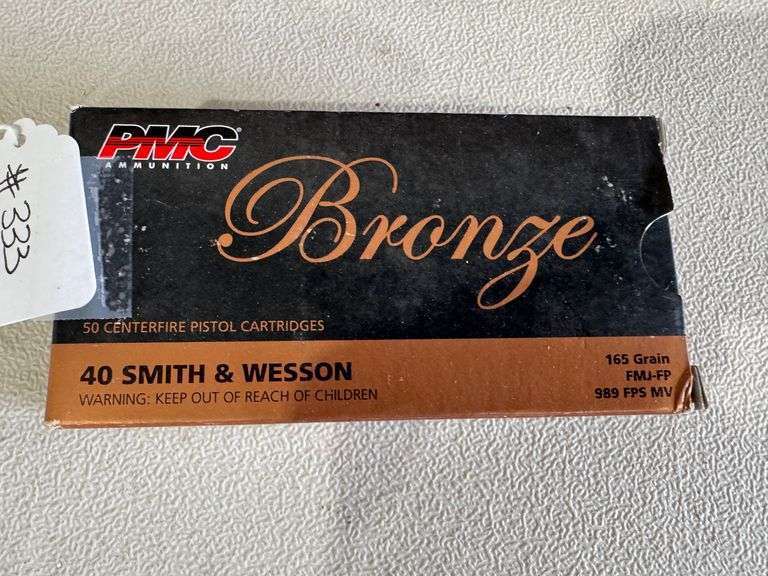 #333
PMC®
AMMUNITION
Bronze
50 CENTERFIRE PISTOL CARTRIDGES
40 SMITH & WESSON
WARNING: KEEP OUT OF REACH OF CHILDREN
165 Grain
FMJ-FP
989 FPS MV